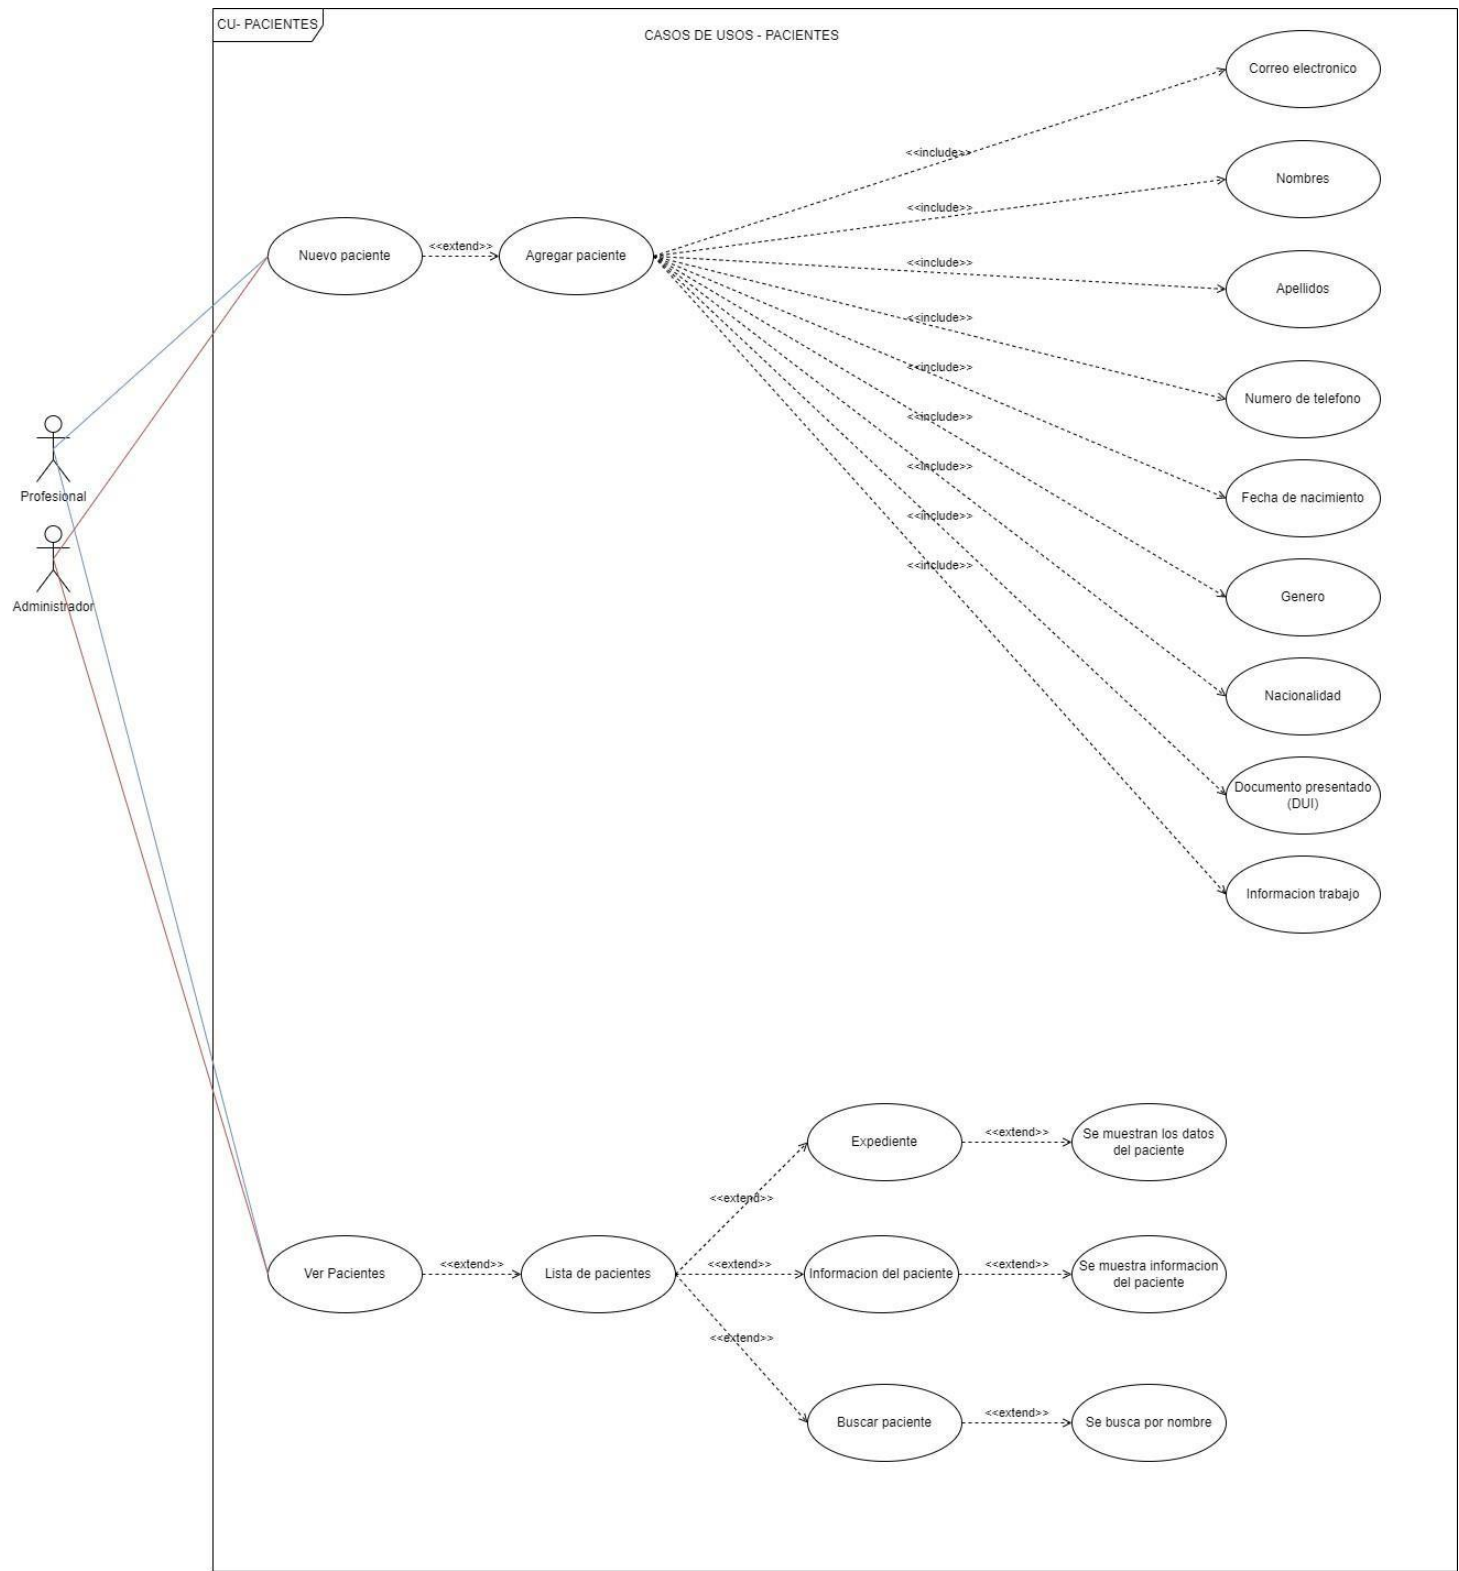 CU- PACIENTES
CASOS DE USOS - PACIENTES
Correo electronico
<<include>>
Nombres
<<include>>
Nuevo paciente
<<extend>>
Agregar paciente
<<include>>
Apellidos
<<include>>
Numero de telefono
<<include>>
<<include>>
Profesional
<<include>>
Fecha de nacimiento
<<include>>
<<include>>
Administrador
Genero
Nacionalidad
Documento presentado
(DUI)
Informacion trabajo
Expediente
<<extend>>
Se muestran los datos
del paciente
<<extend>>
Ver Pacientes
<<extend>>
Lista de pacientes
<<extend>>
Informacion del paciente
<<extend>>
Se muestra informacion
del paciente
<<extend>>
Buscar paciente
<<extend>>
Se busca por nombre